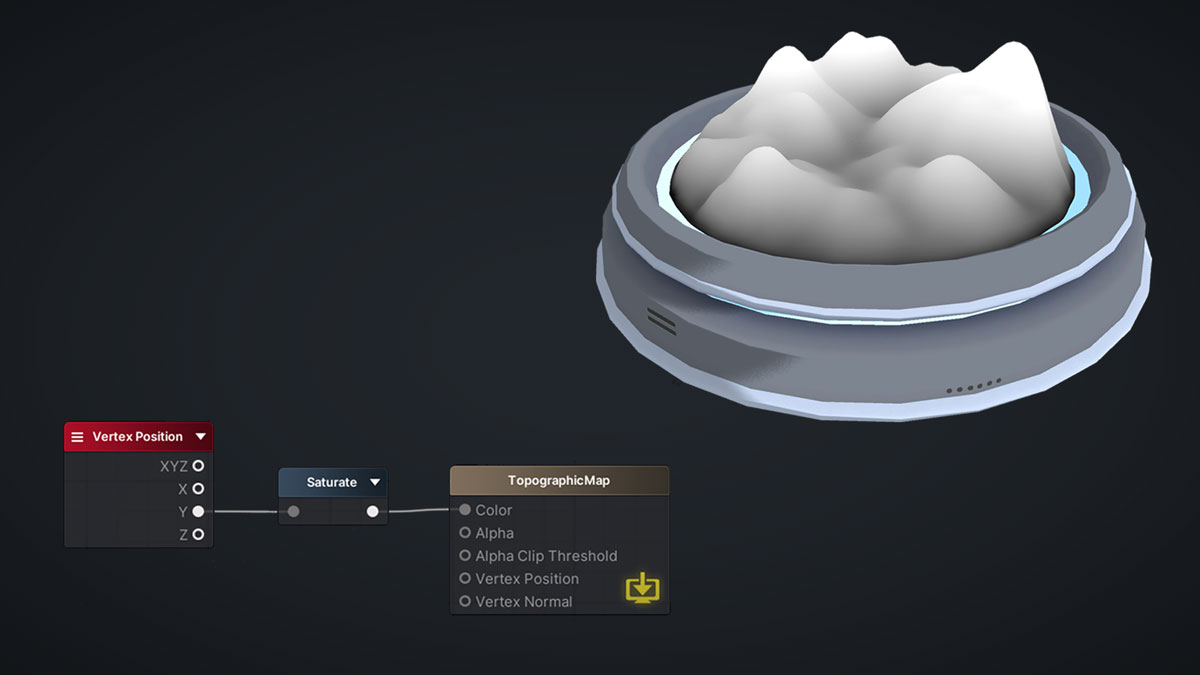 Vertex Position
XYZ
X
Y
Z
Saturate
TopographicMap
Color
Alpha
Alpha Clip Threshold
Vertex Position
Vertex Normal